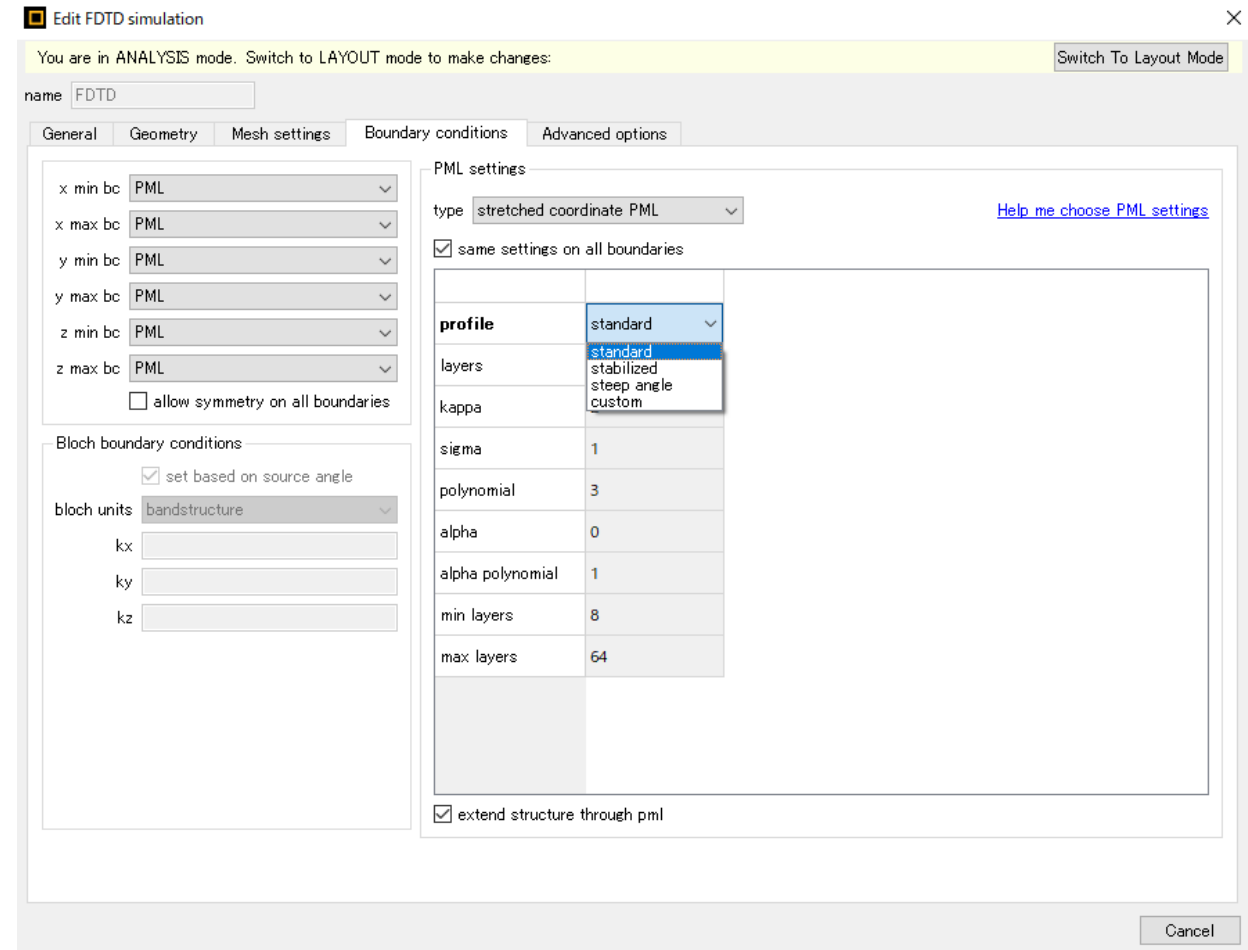 Edit FDTD simulation
You are in ANALYSIS mode. Switch to LAYOUT mode to make changes:
Switch To Layout Mode
name FDTD
General Geometry Mesh settings Boundary conditions Advanced options
x min bc PML
x max bc PML
y min bc PML
y max bc PML
z min bc PML
z max bc PML
allow symmetry on all boundaries
Bloch boundary conditions
set based on source angle
bloch units bandstructure
kx
ky
kz
PML settings
type stretched coordinate PML
Help me choose PML settings
same settings on all boundaries
profile standard
standard
stabilized
steep angle
custom
layers
kappa
sigma 1
polynomial 3
alpha 0
alpha polynomial 1
min layers 8
max layers 64
extend structure through pml
Cancel